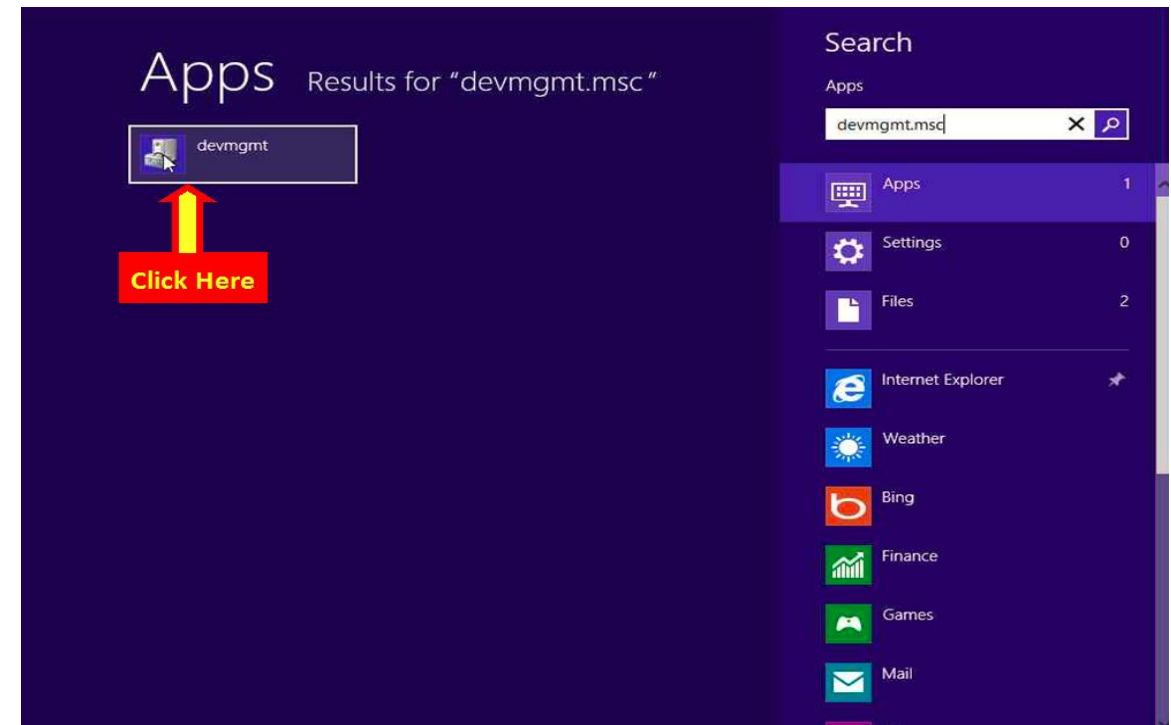 Apps Results for "devmgmt.msc"
devmgmt
Click Here
Search
Apps
devmgmt.msc
Apps 1
Settings 0
Files 2
Internet Explorer
Weather
Bing
Finance
Games
Mail